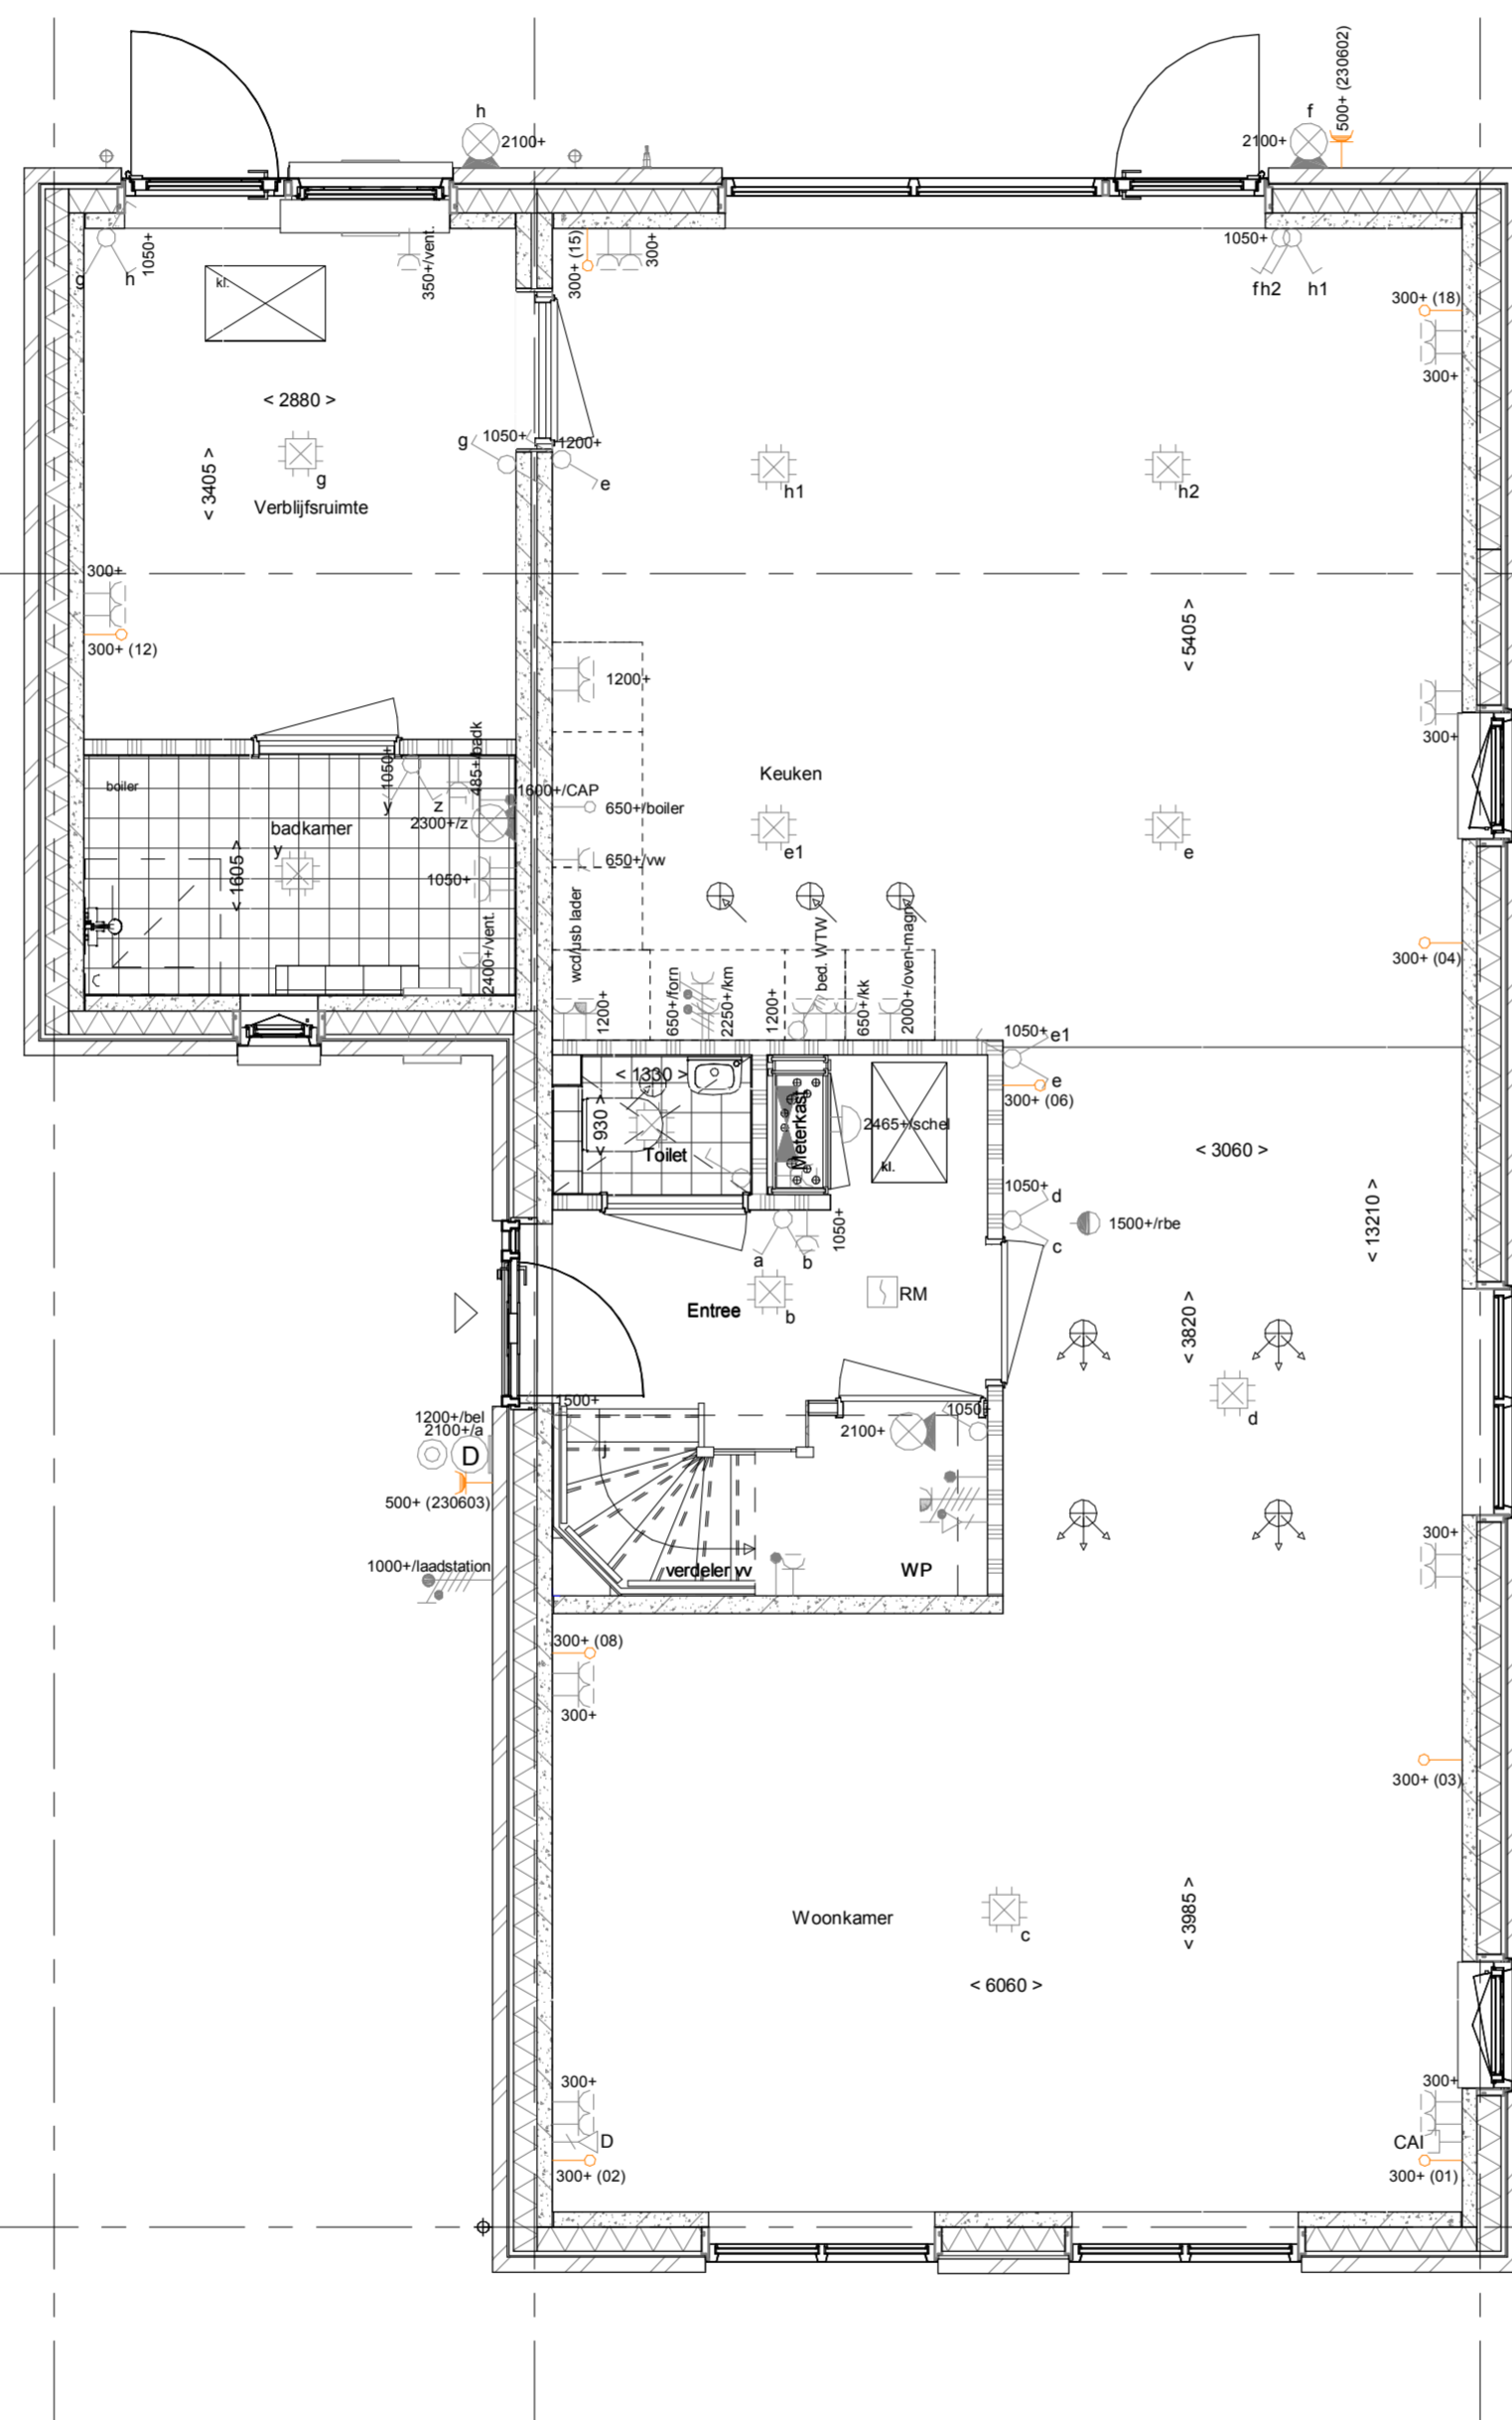 500+ (230602)
h
2100+
f
2100+
g
h
1050+
350+/vent.
300+ (15)
300+
1050+
fh2
h1
kl.
300+ (18)
300+
< 2880 >
< 3405 >
g
Verblijfsruimte
g
1050+
1200+
e
h1
h2
300+
300+ (12)
< 5405 >
1200+
300+
boiler
1050+
485+/badk
y
z
2300+/z
1600+/CAP
650+/boiler
Keuken
badkamer
y
< 1605 >
1050+
650+/vw
e1
e
2400+/vent.
wcd/usb lader
1200+
650+/forn
2250+/km
1200+
bed. WTW
650+/kk
2000+/oven-magn
300+ (04)
1050+
e1
e
300+ (06)
< 1330 >
< 930 >
Toilet
Meterkast
2465+/schel
kl.
< 3060 >
1050+
d
c
1500+/rbe
< 13210 >
a
b
1050+
Entree
b
RM
< 3820 >
d
1500+
j
1200+/bel
2100+/a
D
500+ (230603)
2100+
1050+
1000+/laadstation
verdeler vv
WP
300+
300+ (08)
300+
300+ (03)
Woonkamer
c
< 3985 >
< 6060 >
300+
D
300+ (02)
300+
CAI
300+ (01)